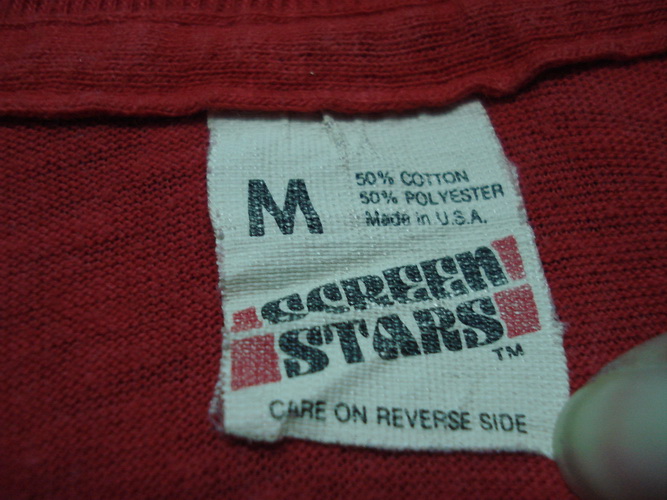 M
50% COTTON
50% POLYESTER
Made in U.S.A.
SCREEN
STARS
TM
CARE ON REVERSE SIDE